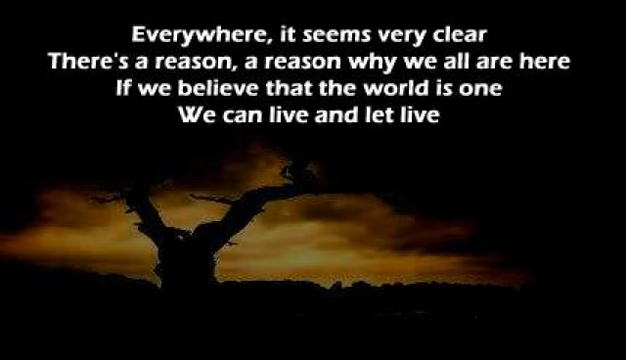 Everywhere, it seems very clear
There's a reason, a reason why we all are here
If we believe that the world is one
We can live and let live